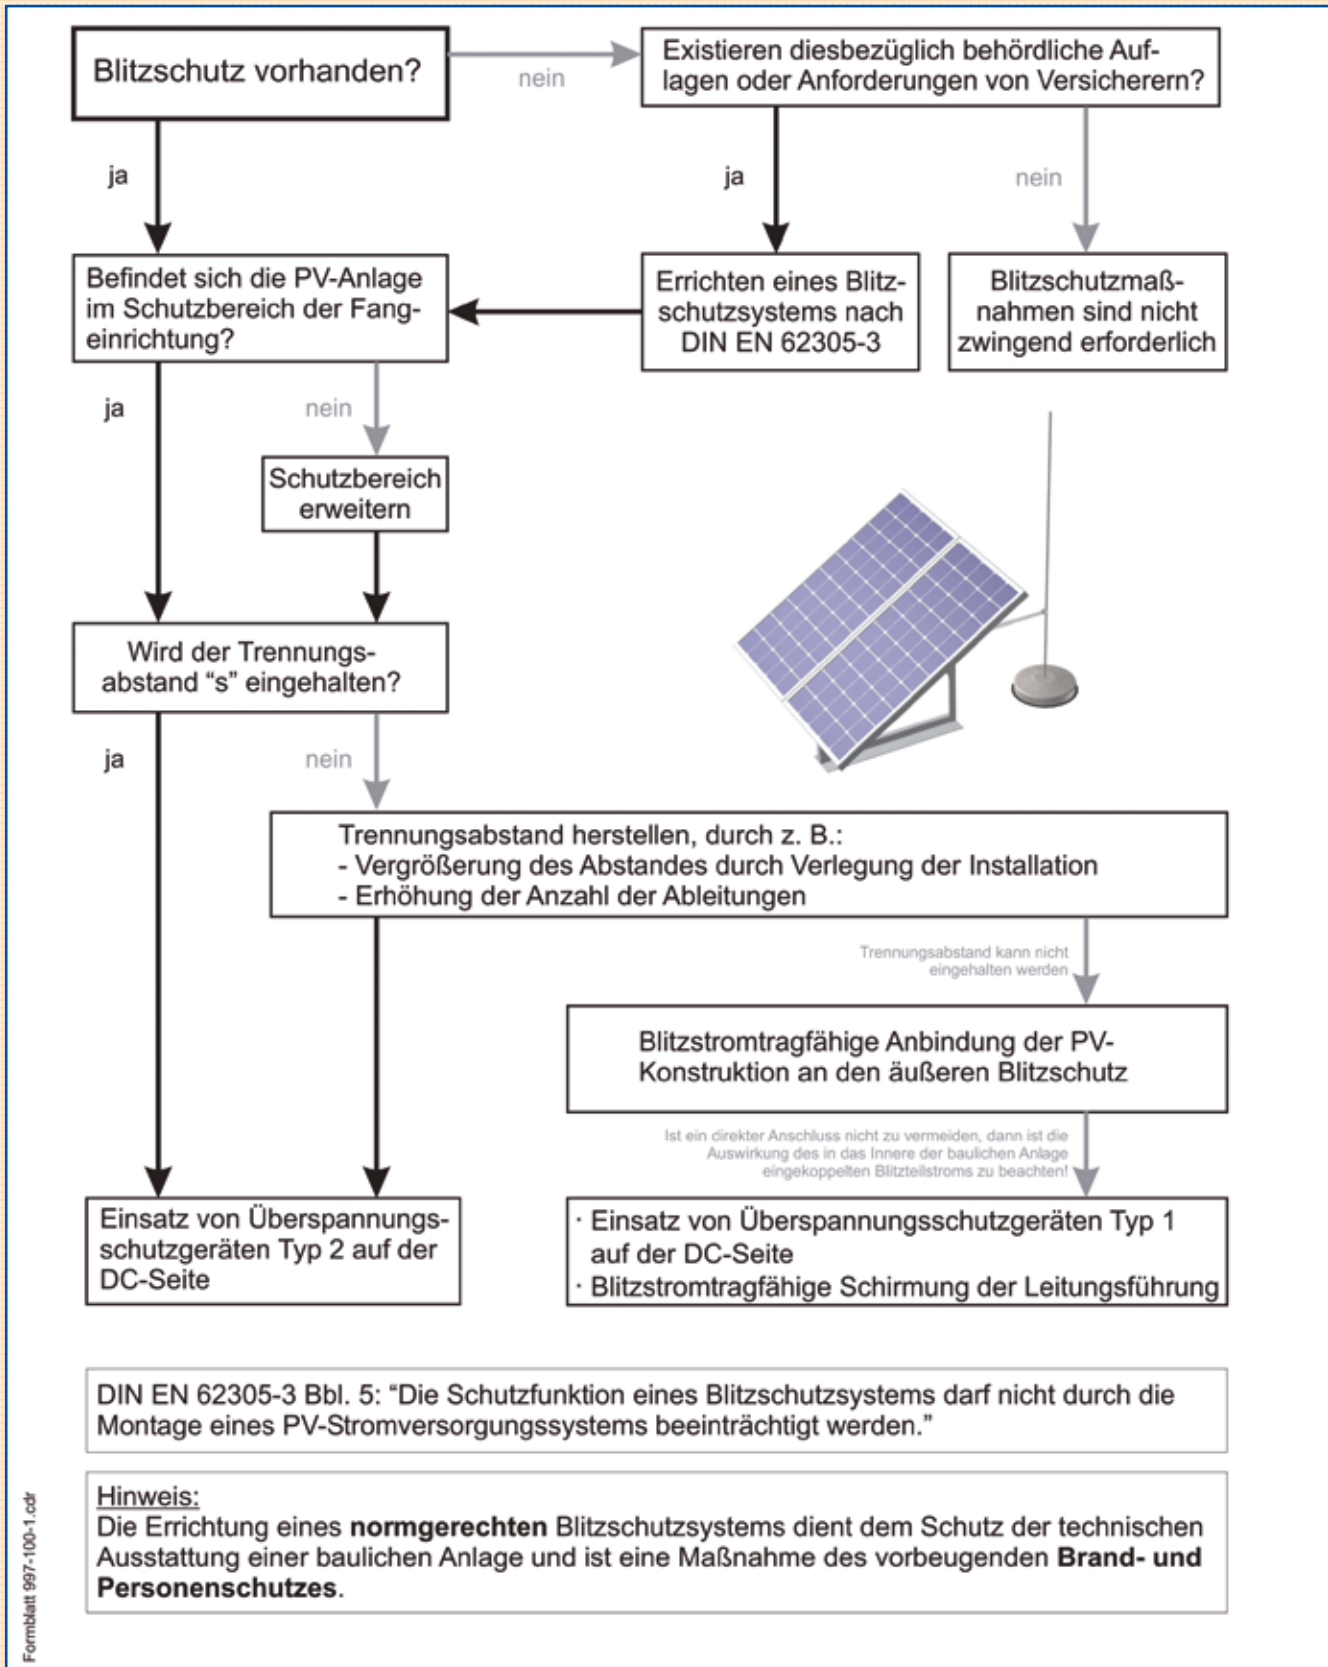 Blitzschutz vorhanden?
nein
Existieren diesbezüglich behördliche Auf-
lagen oder Anforderungen von Versicherern?
ja
ja
nein
Befindet sich die PV-Anlage
im Schutzbereich der Fang-
einrichtung?
Errichten eines Blitz-
schutzsystems nach
DIN EN 62305-3
Blitzschutzmaß-
nahmen sind nicht
zwingend erforderlich
ja
nein
Schutzbereich
erweitern
Wird der Trennungs-
abstand “s” eingehalten?
ja
nein
Trennungsabstand herstellen, durch z. B.:
- Vergrößerung des Abstandes durch Verlegung der Installation
- Erhöhung der Anzahl der Ableitungen
Trennungsabstand kann nicht
eingehalten werden
Blitzstromtragfähige Anbindung der PV-
Konstruktion an den äußeren Blitzschutz
Ist ein direkter Anschluss nicht zu vermeiden, dann ist die
Auswirkung des in das Innere der baulichen Anlage
eingekoppelten Blitzteilstroms zu beachten!
Einsatz von Überspannungs-
schutzgeräten Typ 2 auf der
DC-Seite
· Einsatz von Überspannungsschutzgeräten Typ 1
auf der DC-Seite
· Blitzstromtragfähige Schirmung der Leitungsführung
DIN EN 62305-3 Bbl. 5: “Die Schutzfunktion eines Blitzschutzsystems darf nicht durch die
Montage eines PV-Stromversorgungssystems beeinträchtigt werden.”
Hinweis:
Die Errichtung eines normgerechten Blitzschutzsystems dient dem Schutz der technischen
Ausstattung einer baulichen Anlage und ist eine Maßnahme des vorbeugenden Brand- und
Personenschutzes.
Formblatt 997-100-1.cdr